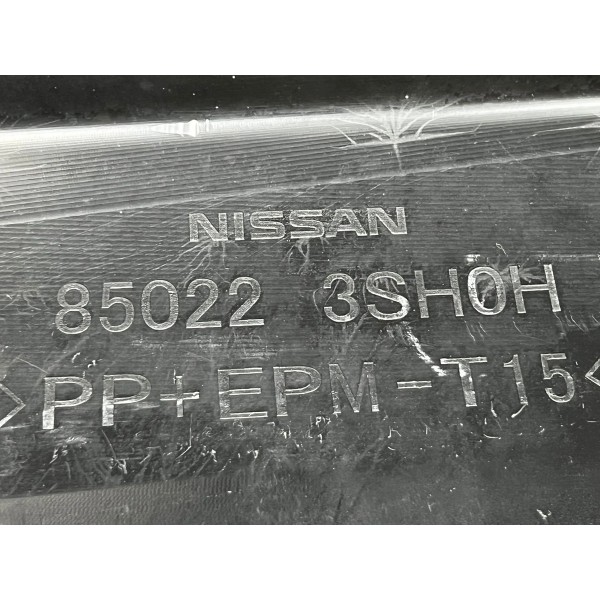 NISSAN
85022 3SH0H
>PP+EPM-T15<